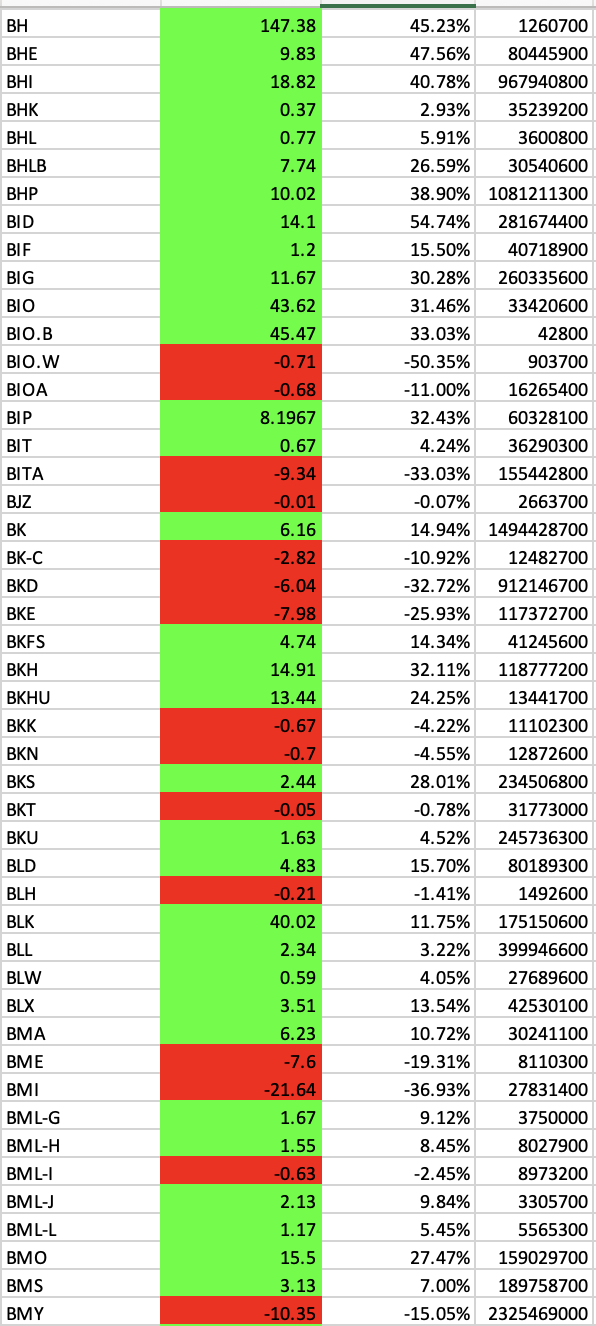 BH 147.38 45.23% 1260700
BHE 9.83 47.56% 80445900
BHI 18.82 40.78% 967940800
BHK 0.37 2.93% 35239200
BHL 0.77 5.91% 3600800
BHLB 7.74 26.59% 30540600
BHP 10.02 38.90% 1081211300
BID 14.1 54.74% 281674400
BIF 1.2 15.50% 40718900
BIG 11.67 30.28% 260335600
BIO 43.62 31.46% 33420600
BIO.B 45.47 33.03% 42800
BIO.W -0.71 -50.35% 903700
BIOA -0.68 -11.00% 16265400
BIP 8.1967 32.43% 60328100
BIT 0.67 4.24% 36290300
BITA -9.34 -33.03% 155442800
BJZ -0.01 -0.07% 2663700
BK 6.16 14.94% 1494428700
BK-C -2.82 -10.92% 12482700
BKD -6.04 -32.72% 912146700
BKE -7.98 -25.93% 117372700
BKFS 4.74 14.34% 41245600
BKH 14.91 32.11% 118777200
BKHU 13.44 24.25% 13441700
BKK -0.67 -4.22% 11102300
BKN -0.7 -4.55% 12872600
BKS 2.44 28.01% 234506800
BKT -0.05 -0.78% 31773000
BKU 1.63 4.52% 245736300
BLD 4.83 15.70% 80189300
BLH -0.21 -1.41% 1492600
BLK 40.02 11.75% 175150600
BLL 2.34 3.22% 399946600
BLW 0.59 4.05% 27689600
BLX 3.51 13.54% 42530100
BMA 6.23 10.72% 30241100
BME -7.6 -19.31% 8110300
BMI -21.64 -36.93% 27831400
BML-G 1.67 9.12% 3750000
BML-H 1.55 8.45% 8027900
BML-I -0.63 -2.45% 8973200
BML-J 2.13 9.84% 3305700
BML-L 1.17 5.45% 5565300
BMO 15.5 27.47% 159029700
BMS 3.13 7.00% 189758700
BMY -10.35 -15.05% 2325469000